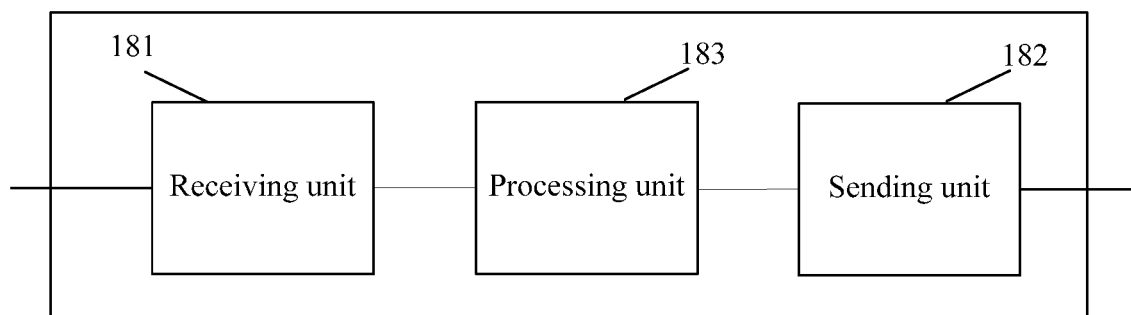 181
183
182
Receiving unit
Processing unit
Sending unit